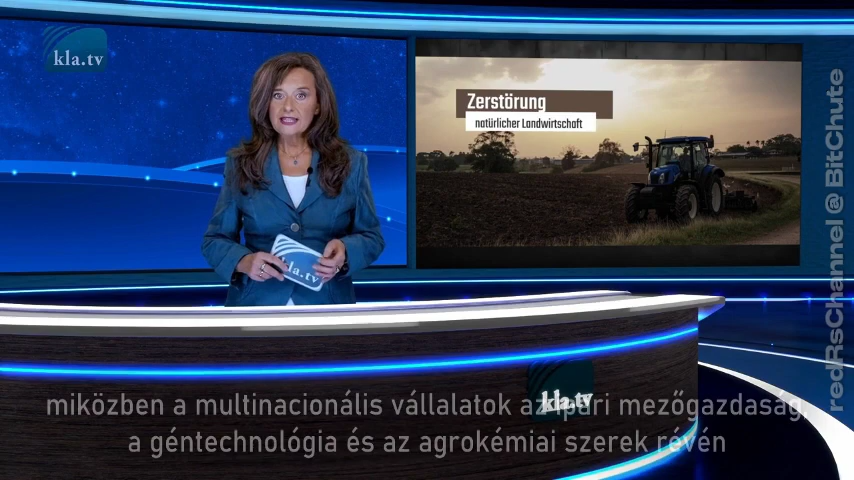 kla.tv
Zerstörung
natürlicher Landwirtschaft
kla.tv
kla.tv
miközben a multinacionális vállalatok az ipari mezőgazdaság,
a géntechnológia és az agrokémiai szerek révén
redRsChannel @ BitChute